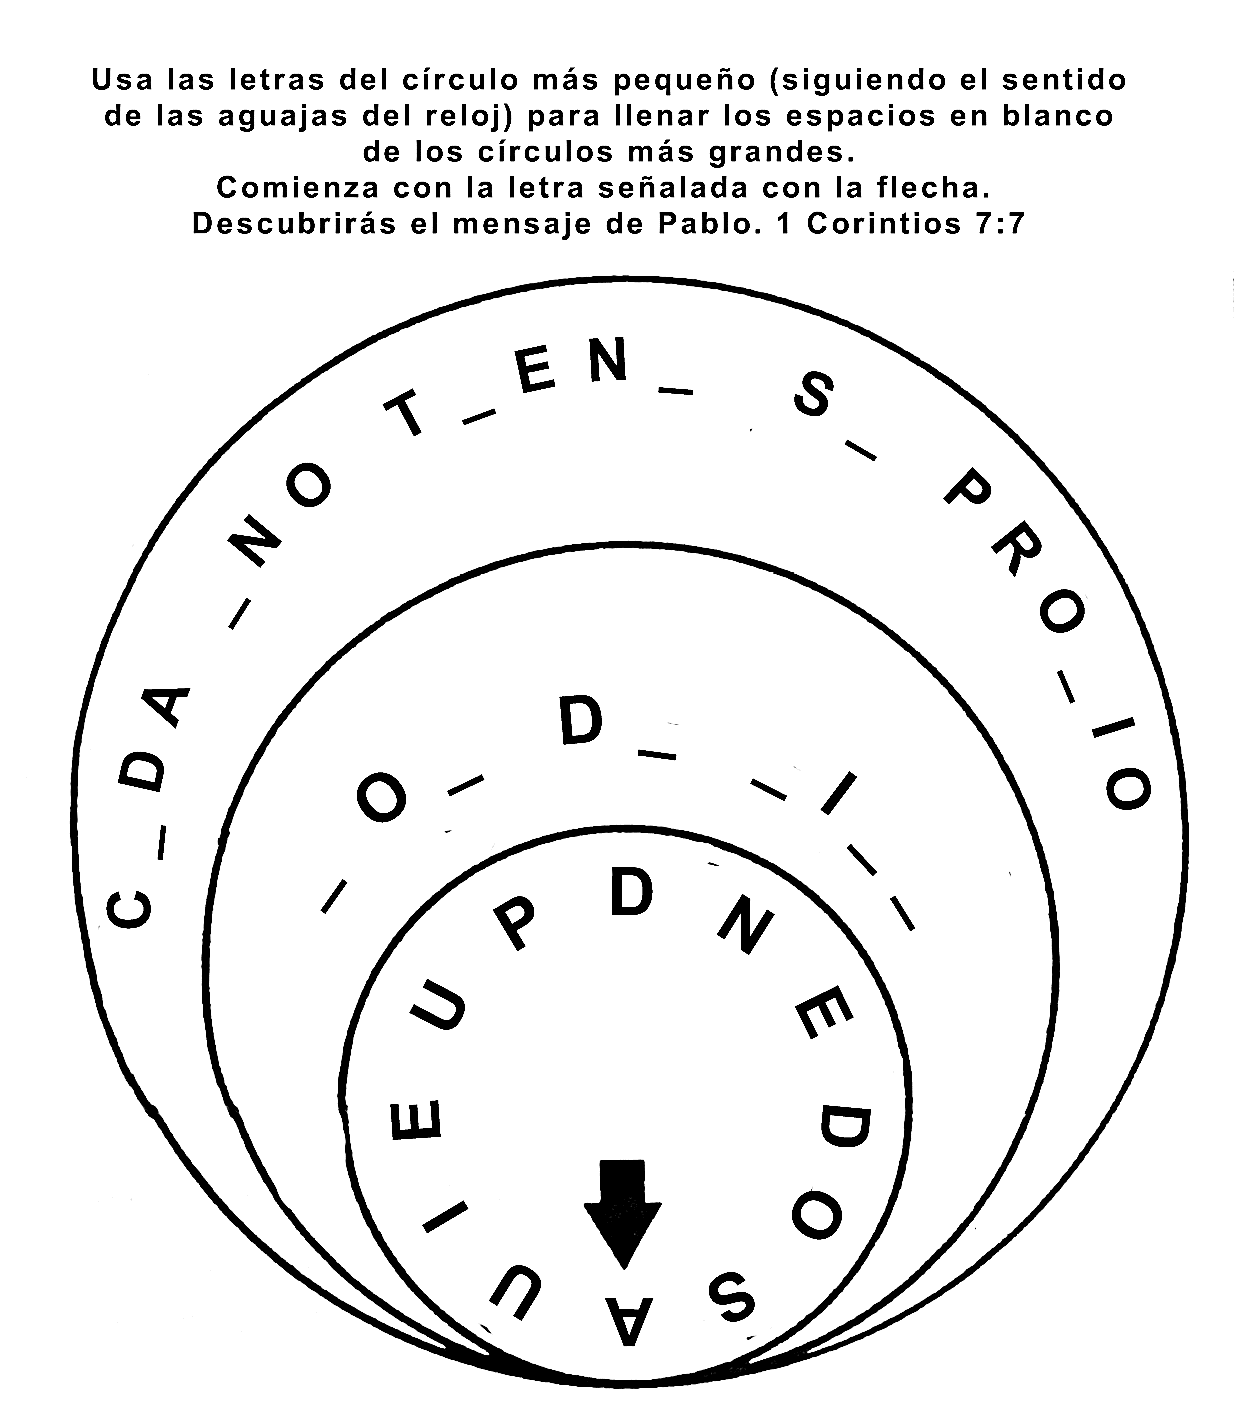 Usa las letras del círculo más pequeño (siguiendo el sentido
de las aguajas del reloj) para llenar los espacios en blanco
de los círculos más grandes.
Comienza con la letra señalada con la flecha.
Descubrirás el mensaje de Pablo. 1 Corintios 7:7
C_DA _NO T_EN_ S_ PRO_IO
_O_ D_ _I__
A U I E U P D N E D O S